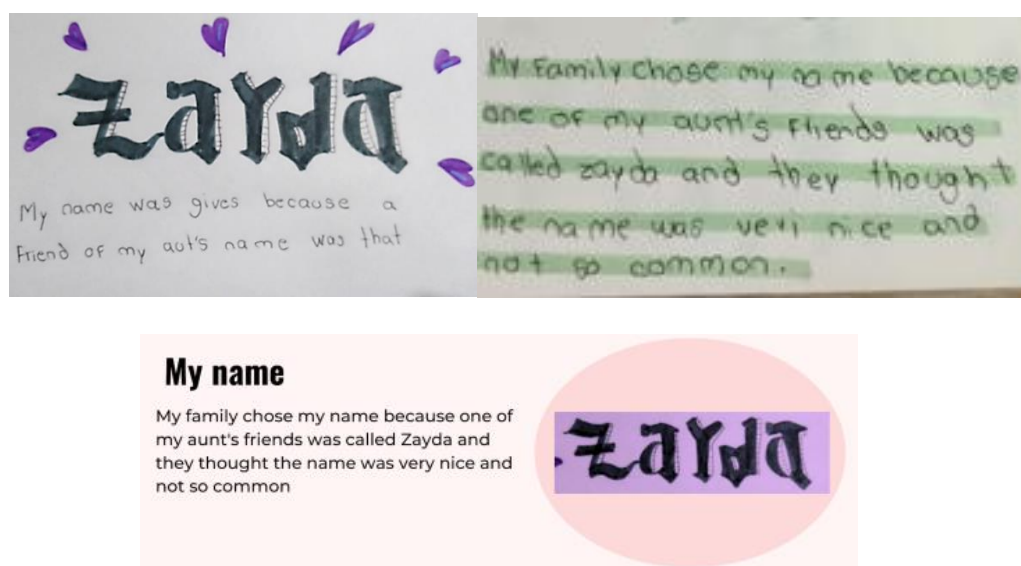 Zayda
My name was gives because a
Friend of my aut's name was that
My Family chose my name because
one of my aunt's Friends was
called zayda and they thought
the name was veri nice and
not so common.
My name
My family chose my name because one of
my aunt's friends was called Zayda and
they thought the name was very nice and
not so common
Zayda